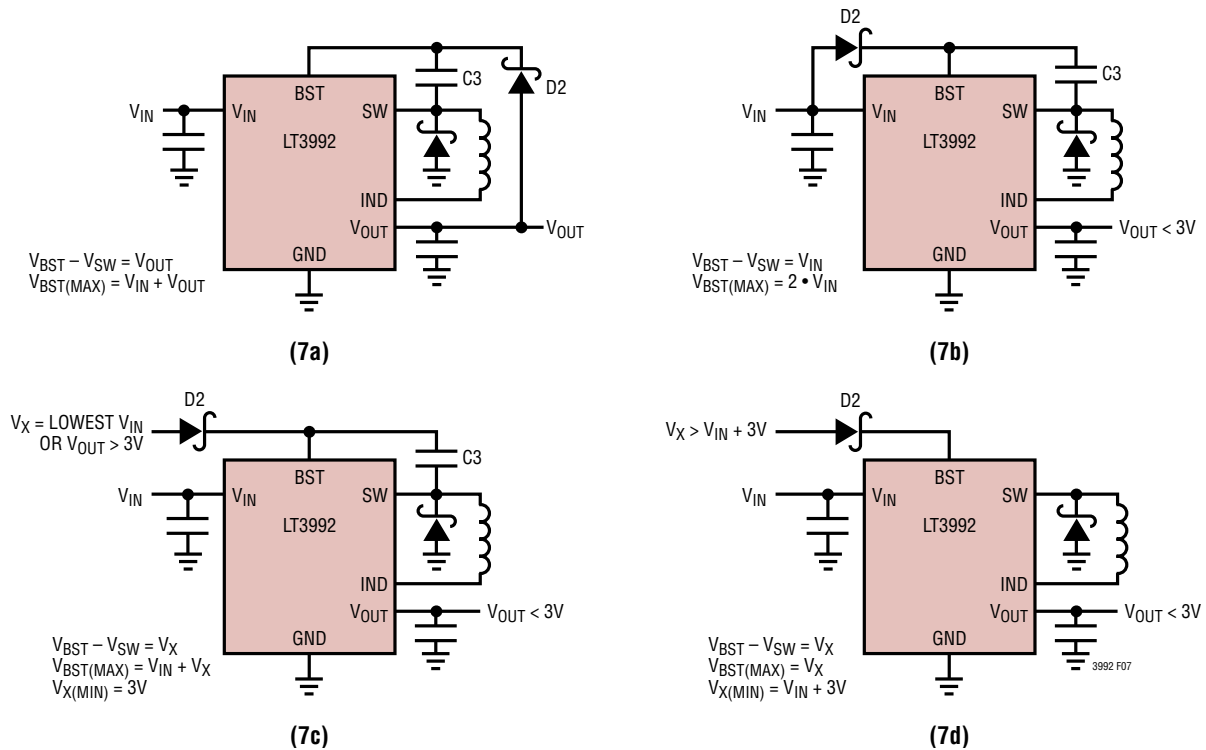 D2
C3
D2
BST
V_IN
V_IN
SW
LT3992
IND
V_OUT
V_OUT
GND
V_BST – V_SW = V_OUT
V_BST(MAX) = V_IN + V_OUT
(7a)
D2
C3
BST
V_IN
V_IN
SW
LT3992
IND
V_OUT
V_OUT < 3V
GND
V_BST – V_SW = V_IN
V_BST(MAX) = 2 • V_IN
(7b)
D2
V_X = LOWEST V_IN
OR V_OUT > 3V
C3
BST
V_IN
V_IN
SW
LT3992
IND
V_OUT
V_OUT < 3V
GND
V_BST – V_SW = V_X
V_BST(MAX) = V_IN + V_X
V_X(MIN) = 3V
(7c)
D2
V_X > V_IN + 3V
BST
V_IN
V_IN
SW
LT3992
IND
V_OUT
V_OUT < 3V
GND
V_BST – V_SW = V_X
V_BST(MAX) = V_X
V_X(MIN) = V_IN + 3V
3992 F07
(7d)